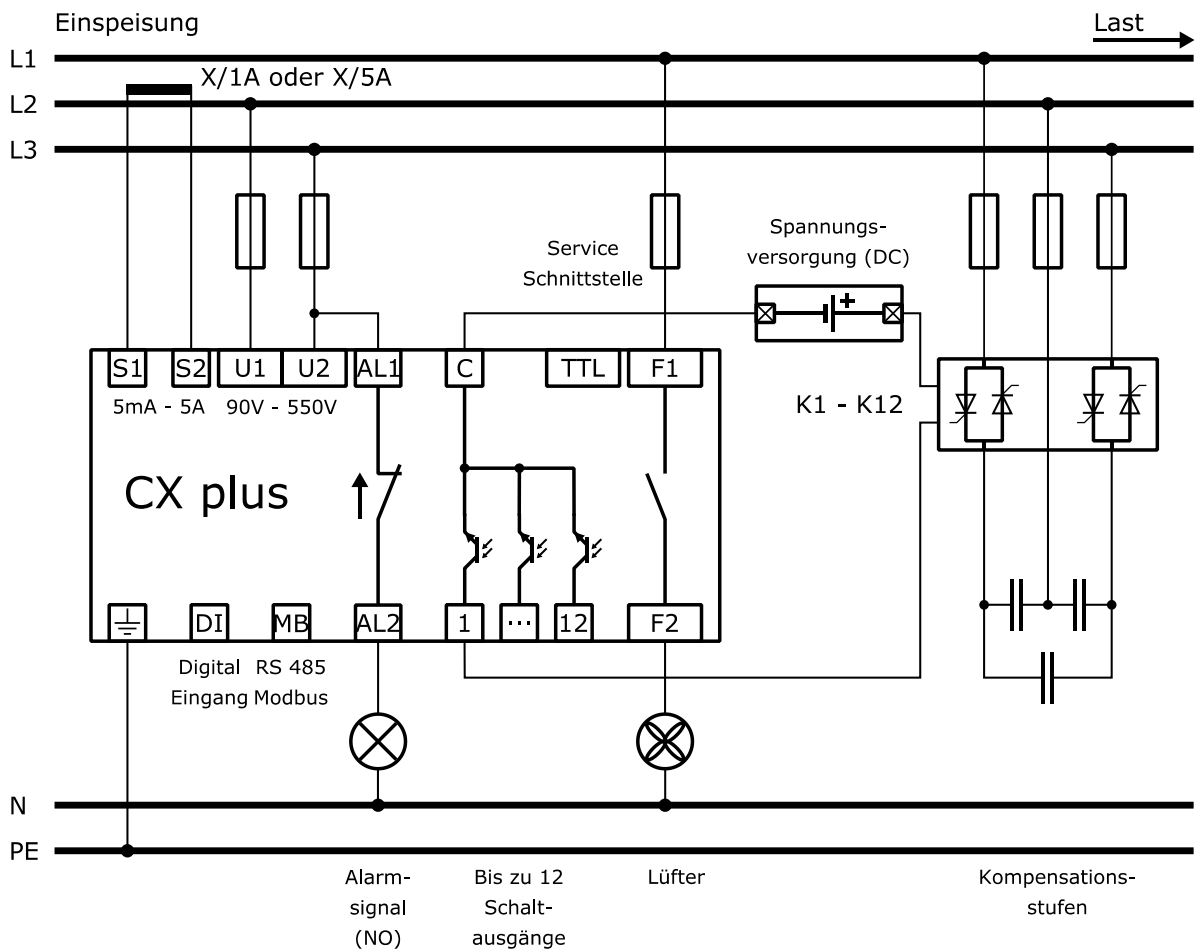 Einspeisung
Last
L1
X/1A oder X/5A
L2
L3
Spannungs-
versorgung (DC)
Service
Schnittstelle
+
S1 S2 U1 U2 AL1 C TTL F1
5mA - 5A 90V - 550V
K1 - K12
CX plus
DI MB AL2 1 ... 12 F2
Digital RS 485
Eingang Modbus
N
PE
Alarm-
signal
(NO)
Bis zu 12
Schalt-
ausgänge
Lüfter
Kompensations-
stufen